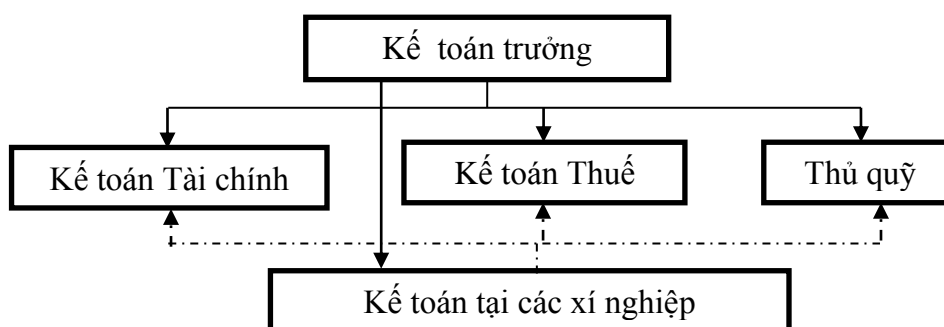 Kế toán trưởng
Kế toán Tài chính
Kế toán Thuế
Thủ quỹ
Kế toán tại các xí nghiệp